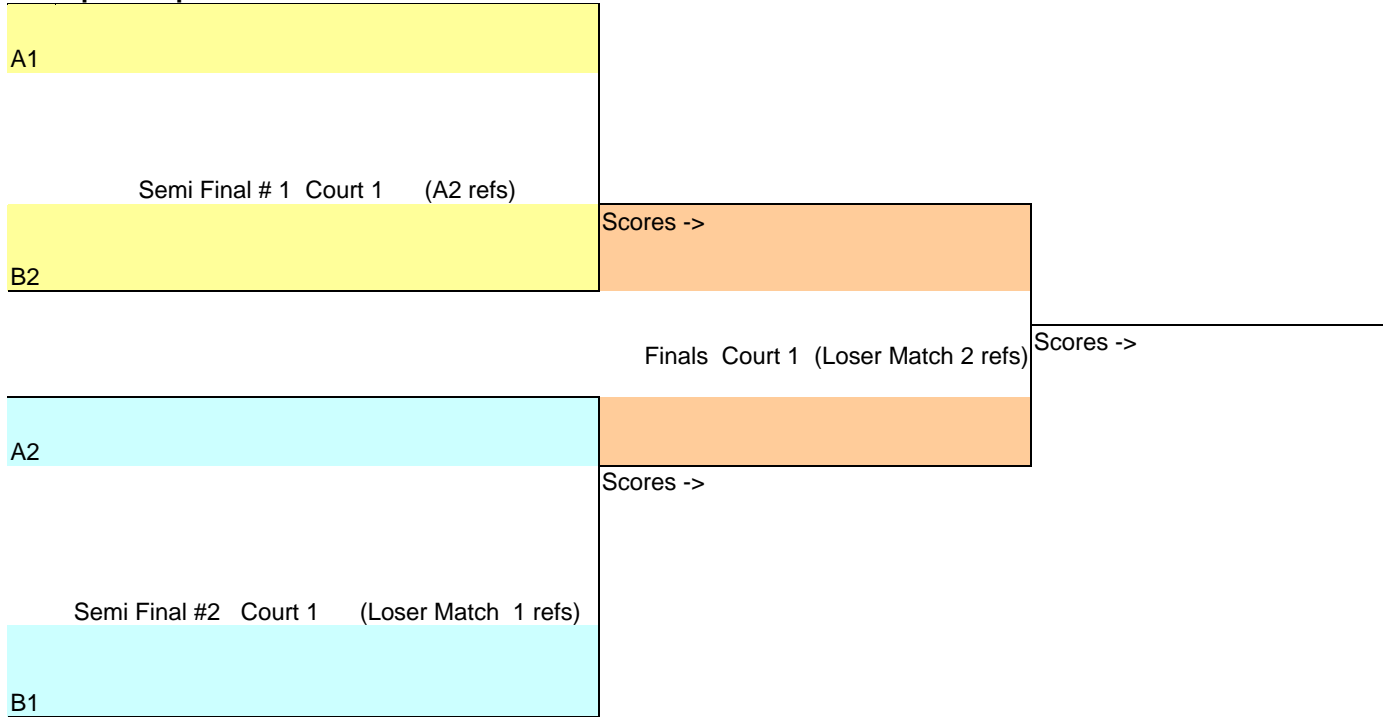 A1
Semi Final # 1 Court 1 (A2 refs)
Scores ->
B2
Finals Court 1 (Loser Match 2 refs)
Scores ->
A2
Scores ->
Semi Final #2 Court 1 (Loser Match 1 refs)
B1